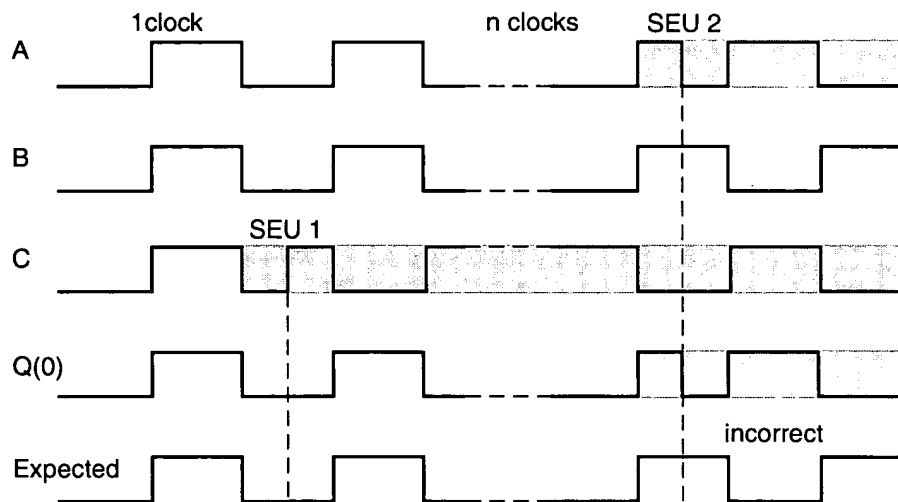 1clock
n clocks
SEU 2
A
B
SEU 1
C
Q(0)
incorrect
Expected